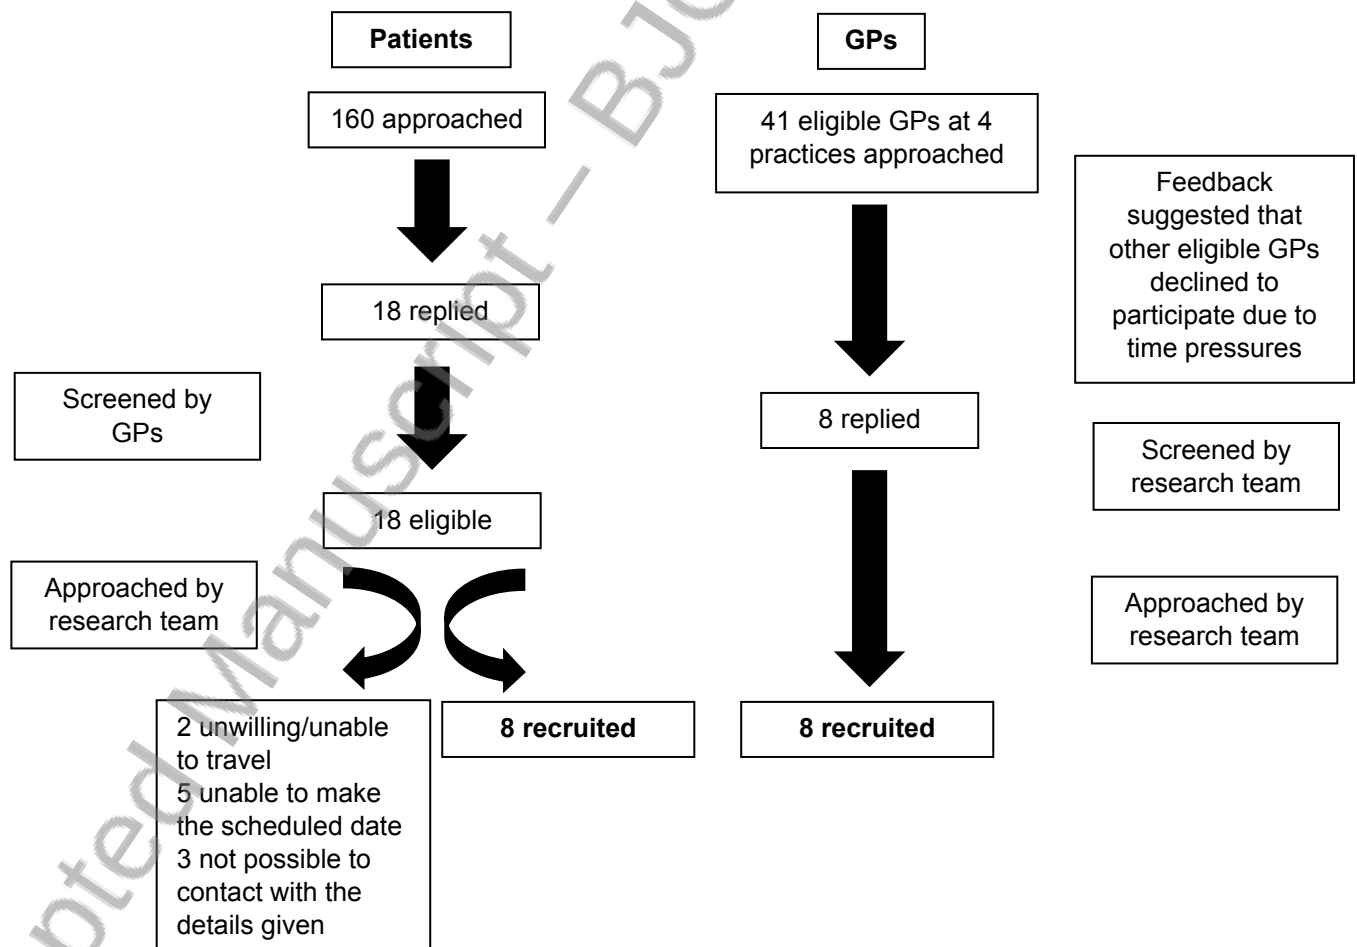 Patients
160 approached
18 replied
Screened by
GPs
18 eligible
Approached by
research team
2 unwilling/unable
to travel
5 unable to make
the scheduled date
3 not possible to
contact with the
details given
8 recruited
GPs
41 eligible GPs at 4
practices approached
Feedback
suggested that
other eligible GPs
declined to
participate due to
time pressures
8 replied
Screened by
research team
Approached by
research team
8 recruited
pted Manuscript – BJG